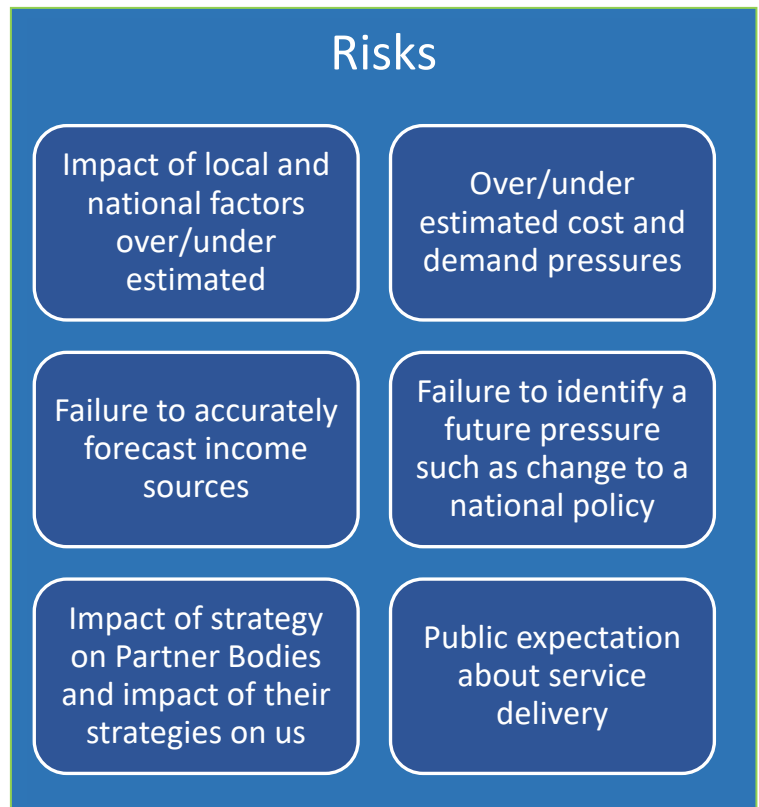 Risks
Impact of local and
national factors
over/under
estimated
Over/under
estimated cost and
demand pressures
Failure to accurately
forecast income
sources
Failure to identify a
future pressure
such as change to a
national policy
Impact of strategy
on Partner Bodies
and impact of their
strategies on us
Public expectation
about service
delivery